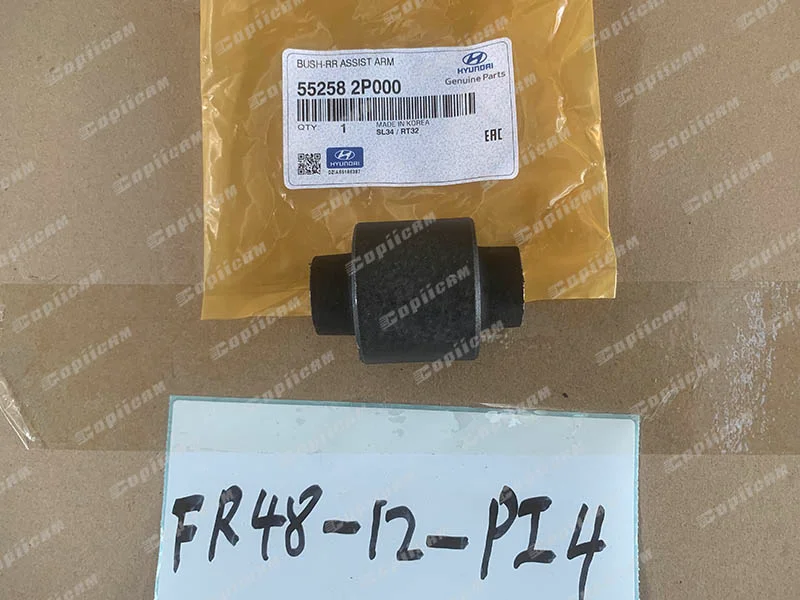 BUSH-RR ASSIST ARM
HYUNDAI
Genuine Parts
55258 2P000
QTY. 1
MADE IN KOREA
SL34 / RT32
EAC
HYUNDAI
FR48-12-PI4
Copiicam